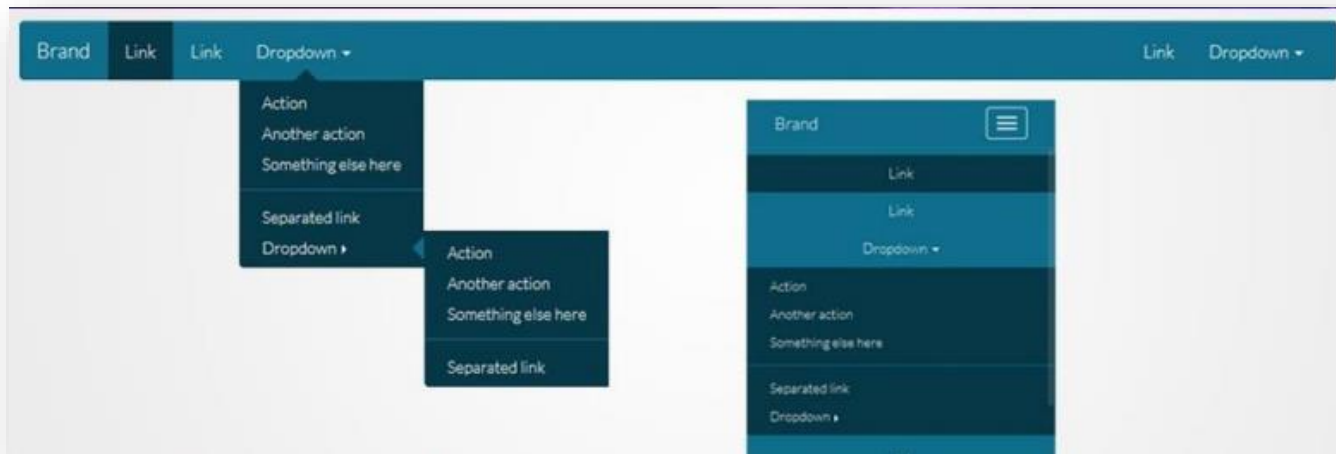 Brand Link Link Dropdown Link Dropdown
Action
Another action
Something else here
Separated link
Dropdown
Action
Another action
Something else here
Separated link
Brand
Link
Link
Dropdown
Action
Another action
Something else here
Separated link
Dropdown